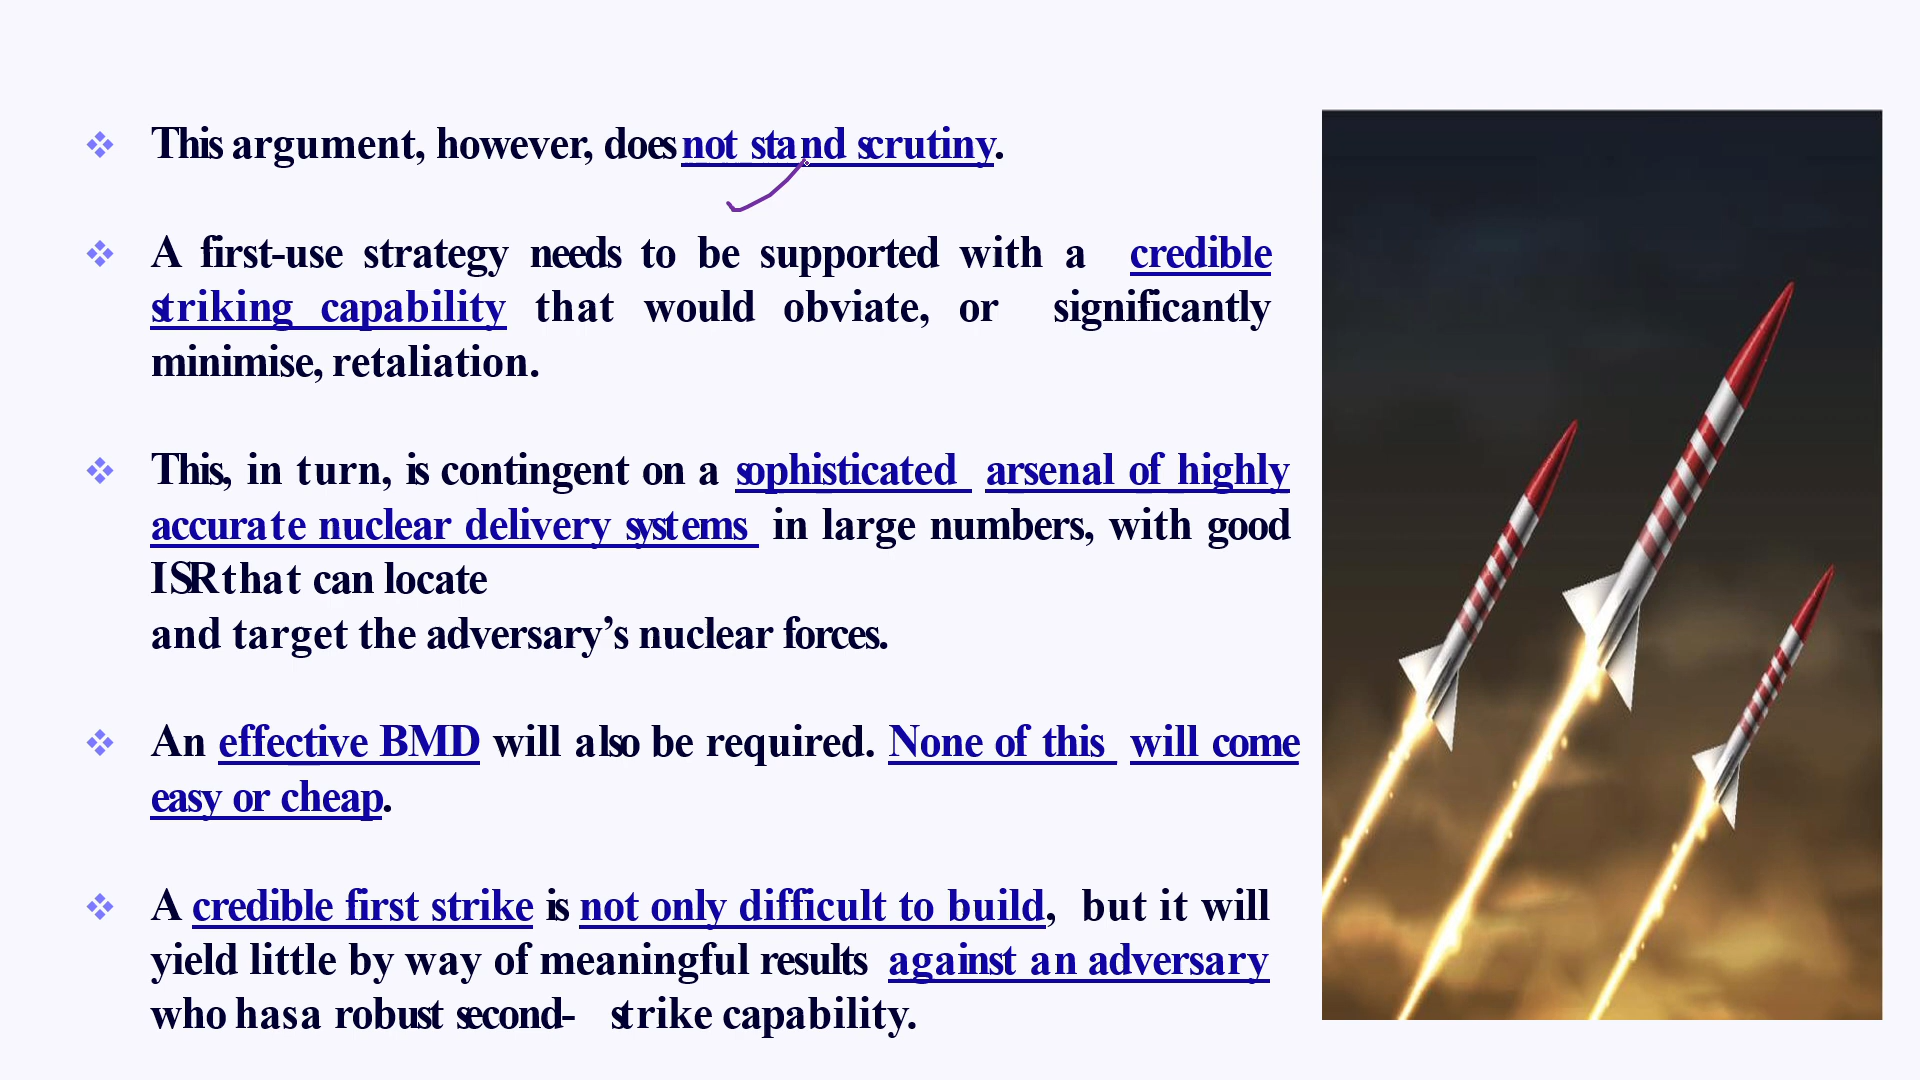 This argument, however, does not stand scrutiny.
A first-use strategy needs to be supported with a credible
striking capability that would obviate, or significantly
minimise, retaliation.
This, in turn, is contingent on a sophisticated arsenal of highly
accurate nuclear delivery systems in large numbers, with good
ISR that can locate
and target the adversary’s nuclear forces.
An effective BMD will also be required. None of this will come
easy or cheap.
A credible first strike is not only difficult to build, but it will
yield little by way of meaningful results against an adversary
who has a robust second- strike capability.